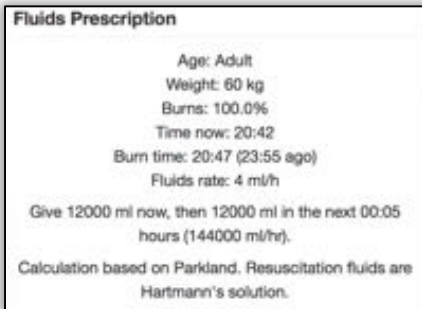 Fluids Prescription
Age: Adult
Weight: 60 kg
Burns: 100.0%
Time now: 20:42
Burn time: 20:47 (23:55 ago)
Fluids rate: 4 ml/h
Give 12000 ml now, then 12000 ml in the next 00:05
hours (144000 ml/hr).
Calculation based on Parkland. Resuscitation fluids are
Hartmann's solution.